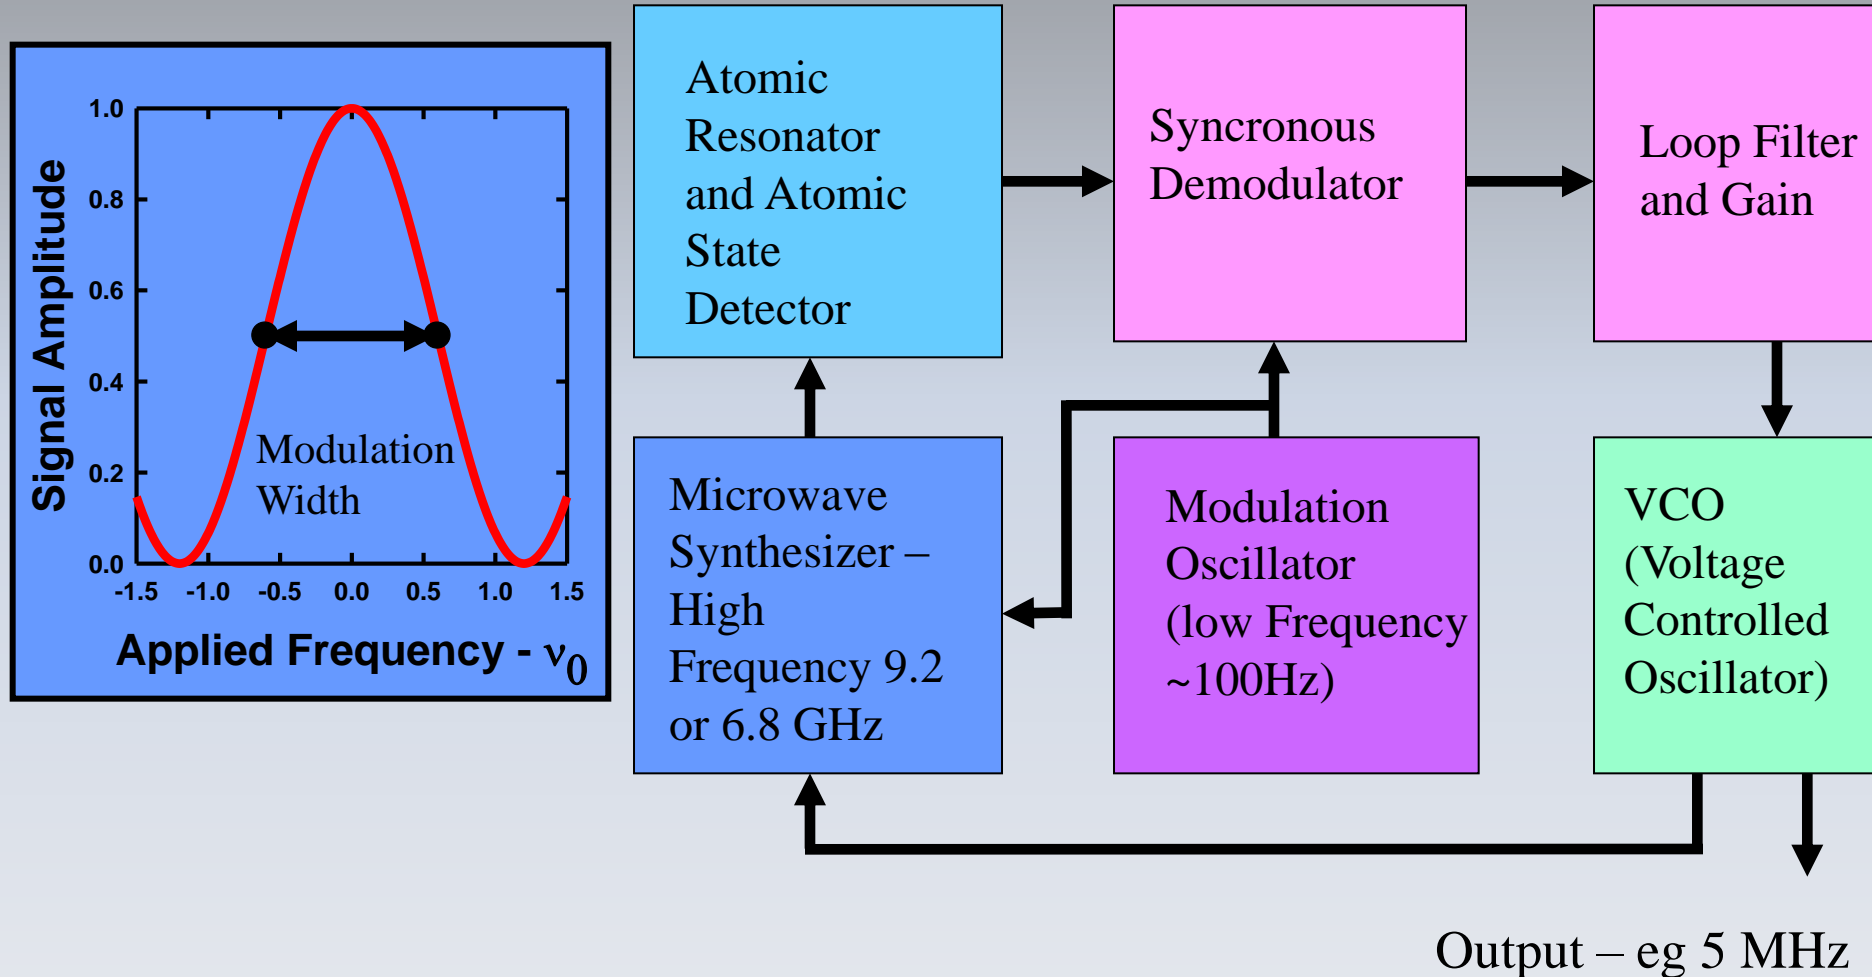 Signal Amplitude
1.0
0.8
0.6
0.4
0.2
0.0
-1.5 -1.0 -0.5 0.0 0.5 1.0 1.5
Applied Frequency - ν0
Modulation
Width
Atomic
Resonator
and Atomic
State
Detector
Syncronous
Demodulator
Loop Filter
and Gain
Microwave
Synthesizer –
High
Frequency 9.2
or 6.8 GHz
Modulation
Oscillator
(low Frequency
~100Hz)
VCO
(Voltage
Controlled
Oscillator)
Output – eg 5 MHz